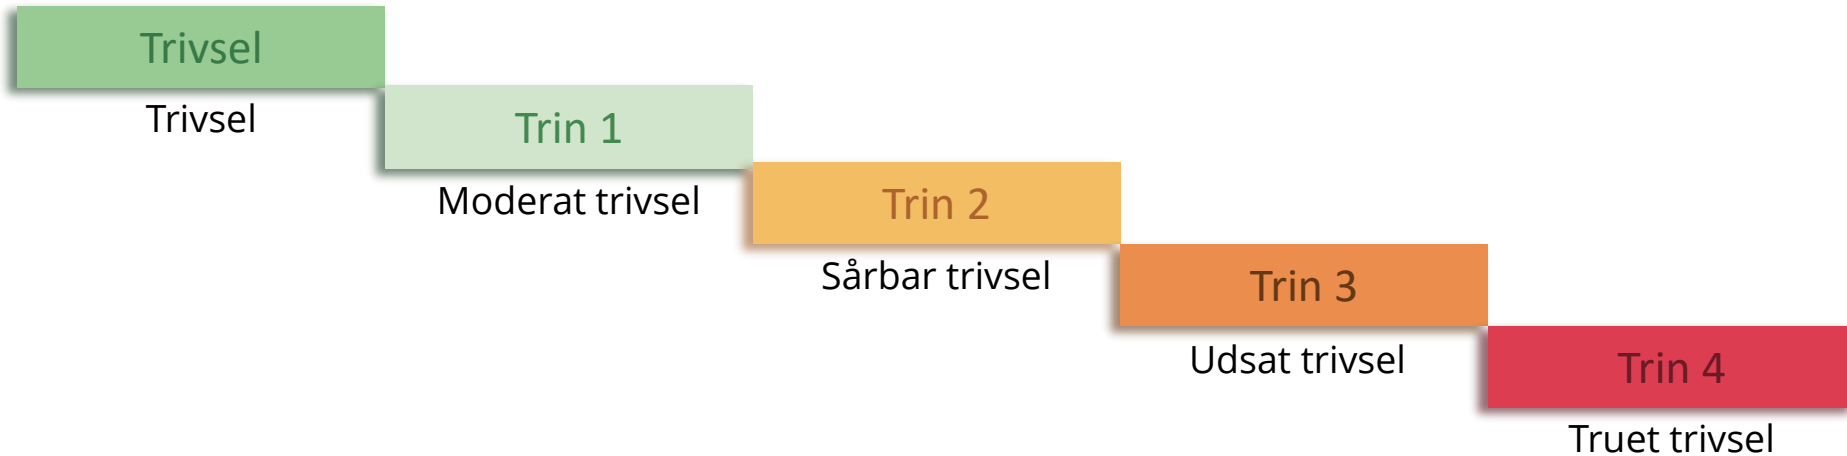 Trivsel
Trivsel
Trin 1
Moderat trivsel
Trin 2
Sårbar trivsel
Trin 3
Udsat trivsel
Trin 4
Truet trivsel